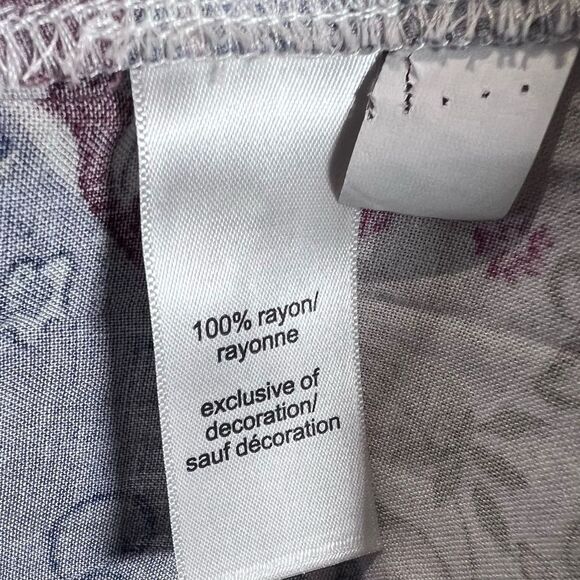 100% rayon/
rayonne
exclusive of
decoration/
sauf décoration